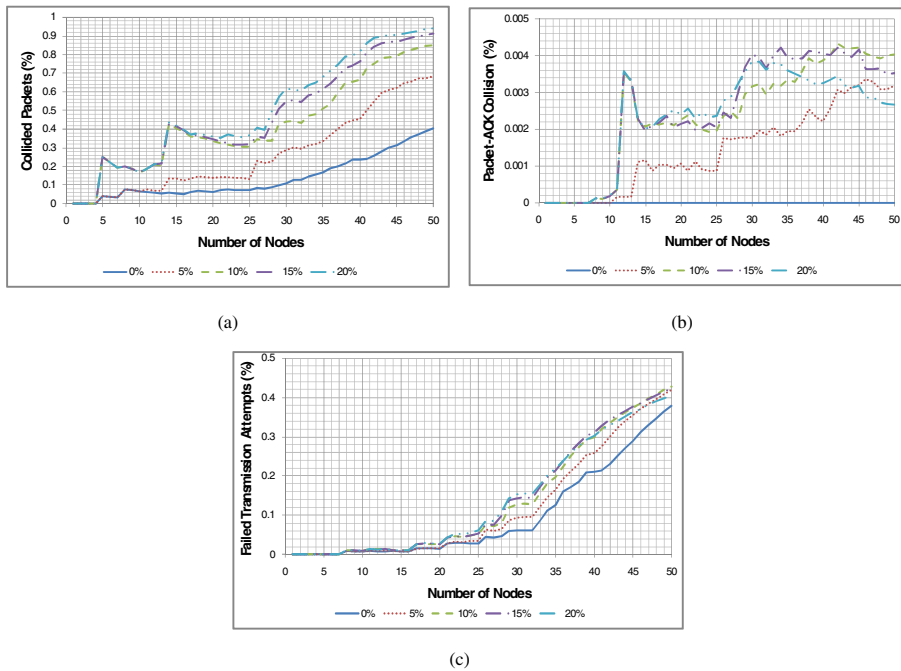 Collided Packets (%)
1
0.9
0.8
0.7
0.6
0.5
0.4
0.3
0.2
0.1
0
0 5 10 15 20 25 30 35 40 45 50
Number of Nodes
0% 5% 10% 15% 20%
(a)
Packet-ACK Collision (%)
0.005
0.004
0.003
0.002
0.001
0
0 5 10 15 20 25 30 35 40 45 50
Number of Nodes
0% 5% 10% 15% 20%
(b)
Failed Transmission Attempts (%)
0.5
0.4
0.3
0.2
0.1
0
0 5 10 15 20 25 30 35 40 45 50
Number of Nodes
0% 5% 10% 15% 20%
(c)